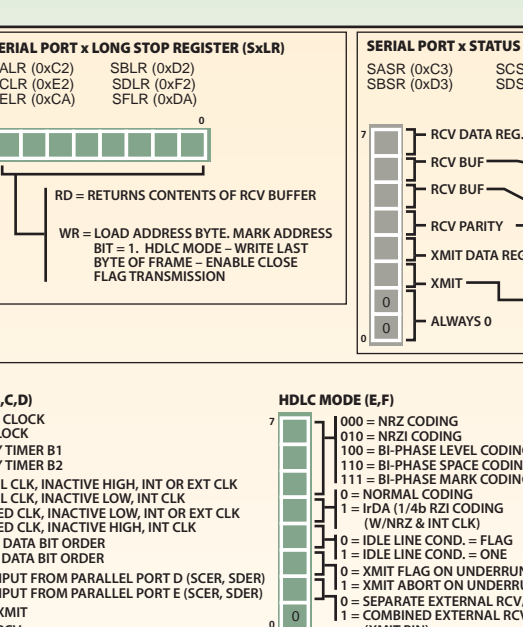 ERIAL PORT x LONG STOP REGISTER (SxLR)
ALR (0xC2) SBLR (0xD2)
CLR (0xE2) SDLR (0xF2)
ELR (0xCA) SFLR (0xDA)
0
RD = RETURNS CONTENTS OF RCV BUFFER
WR = LOAD ADDRESS BYTE. MARK ADDRESS
BIT = 1. HDLC MODE – WRITE LAST
BYTE OF FRAME – ENABLE CLOSE
FLAG TRANSMISSION
SERIAL PORT x STATUS
SASR (0xC3) SCS
SBSR (0xD3) SDS
7
RCV DATA REG.
RCV BUF
RCV BUF
RCV PARITY
XMIT DATA REG
XMIT
0
0
ALWAYS 0
0
,C,D)
CLOCK
LOCK
Y TIMER B1
Y TIMER B2
L CLK, INACTIVE HIGH, INT OR EXT CLK
L CLK, INACTIVE LOW, INT CLK
ED CLK, INACTIVE LOW, INT OR EXT CLK
ED CLK, INACTIVE HIGH, INT CLK
DATA BIT ORDER
DATA BIT ORDER
PUT FROM PARALLEL PORT D (SCER, SDER)
PUT FROM PARALLEL PORT E (SCER, SDER)
XMIT
HDLC MODE (E,F)
7
000 = NRZ CODING
010 = NRZI CODING
100 = BI-PHASE LEVEL CODING
110 = BI-PHASE SPACE CODIN
111 = BI-PHASE MARK CODING
0 = NORMAL CODING
1 = IrDA (1/4b RZI CODING
(W/NRZ & INT CLK)
0 = IDLE LINE COND. = FLAG
1 = IDLE LINE COND. = ONE
0 = XMIT FLAG ON UNDERRUN
1 = XMIT ABORT ON UNDERRU
0 = SEPARATE EXTERNAL RCV
1 = COMBINED EXTERNAL RCV
0
0